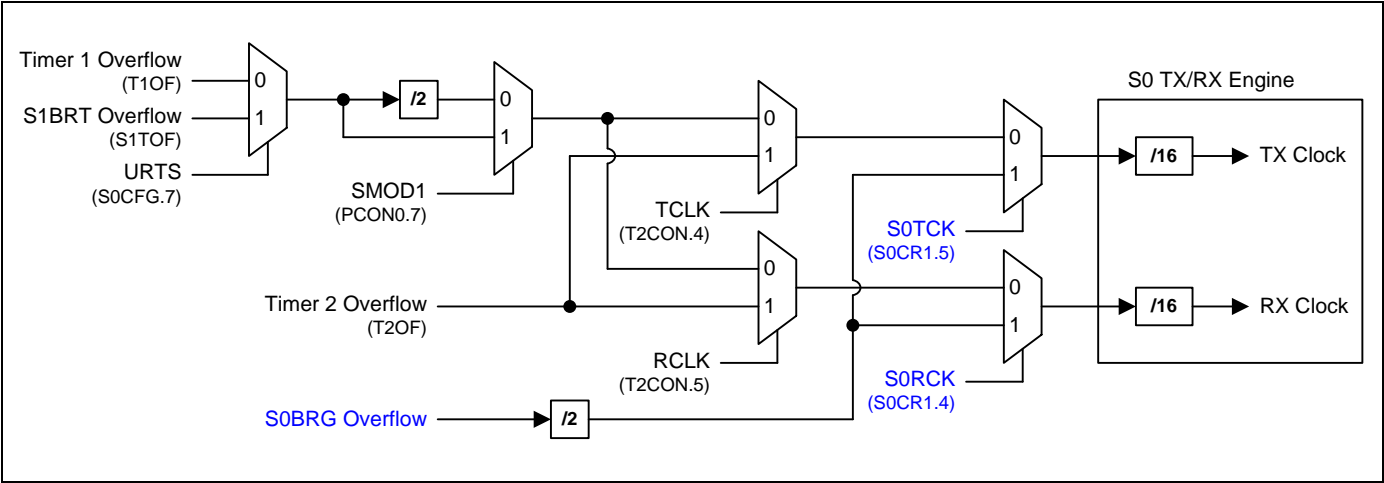 Timer 1 Overflow
(T1OF)
S1BRT Overflow
(S1TOF)
URTS
(S0CFG.7)
0
1
/2
0
1
SMOD1
(PCON0.7)
0
1
TCLK
(T2CON.4)
0
1
S0TCK
(S0CR1.5)
S0 TX/RX Engine
/16
TX Clock
Timer 2 Overflow
(T2OF)
0
1
RCLK
(T2CON.5)
0
1
S0RCK
(S0CR1.4)
/16
RX Clock
S0BRG Overflow
/2